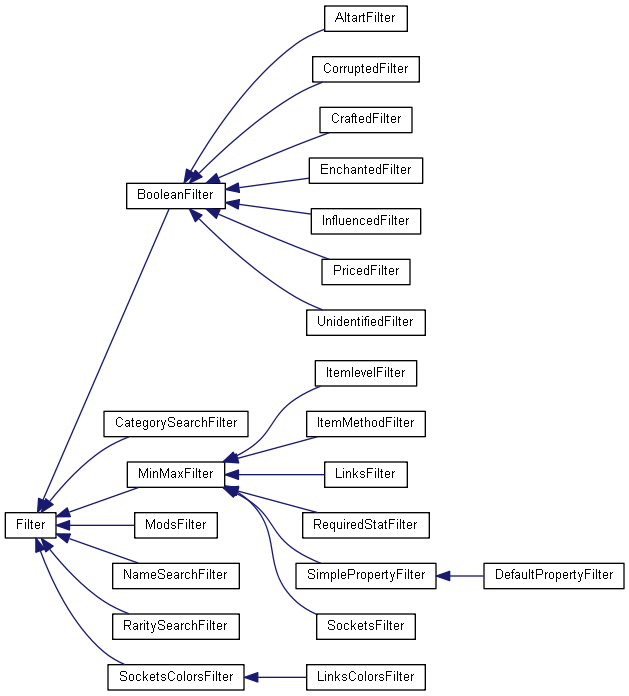 AltartFilter
CorruptedFilter
CraftedFilter
EnchantedFilter
BooleanFilter
InfluencedFilter
PricedFilter
UnidentifiedFilter
ItemlevelFilter
CategorySearchFilter
ItemMethodFilter
MinMaxFilter
LinksFilter
Filter
ModsFilter
RequiredStatFilter
NameSearchFilter
SimplePropertyFilter
DefaultPropertyFilter
RaritySearchFilter
SocketsFilter
SocketsColorsFilter
LinksColorsFilter